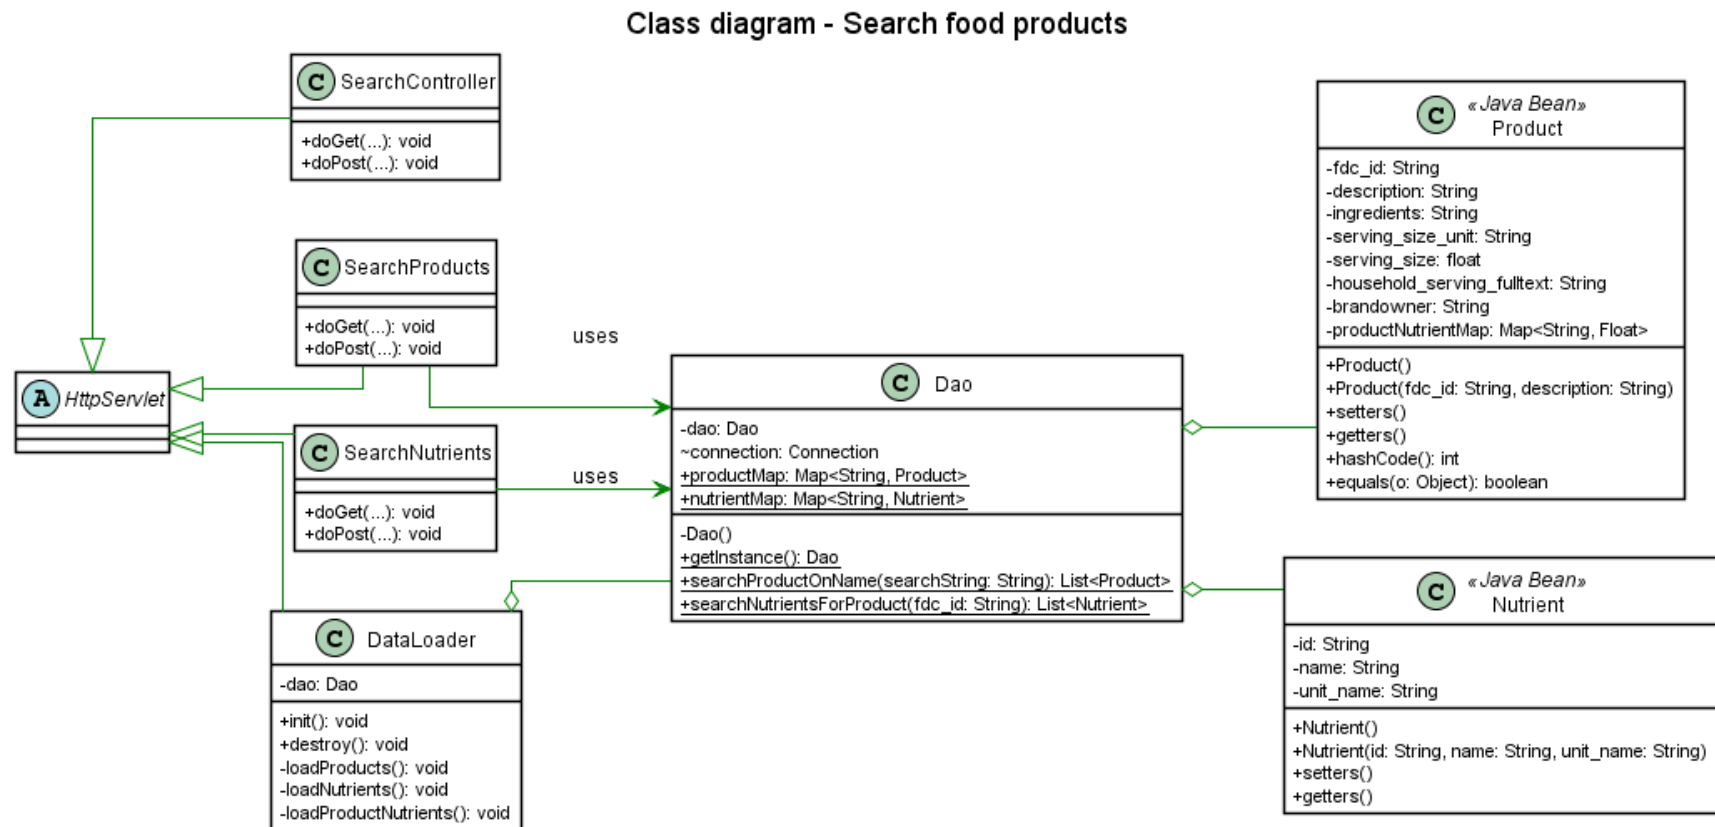 Class diagram - Search food products
C SearchController
+doGet(...): void
+doPost(...): void
C SearchProducts
+doGet(...): void
+doPost(...): void
uses
A HttpServlet
C SearchNutrients
+doGet(...): void
+doPost(...): void
uses
C DataLoader
-dao: Dao
+init(): void
+destroy(): void
-loadProducts(): void
-loadNutrients(): void
-loadProductNutrients(): void
C Dao
-dao: Dao
~connection: Connection
+productMap: Map<String, Product>
+nutrientMap: Map<String, Nutrient>
-Dao()
+getInstance(): Dao
+searchProductOnName(searchString: String): List<Product>
+searchNutrientsForProduct(fdc_id: String): List<Nutrient>
«Java Bean»
C Product
-fdc_id: String
-description: String
-ingredients: String
-serving_size_unit: String
-serving_size: float
-household_serving_fulltext: String
-brandowner: String
-productNutrientMap: Map<String, Float>
+Product()
+Product(fdc_id: String, description: String)
+setters()
+getters()
+hashCode(): int
+equals(o: Object): boolean
«Java Bean»
C Nutrient
-id: String
-name: String
-unit_name: String
+Nutrient()
+Nutrient(id: String, name: String, unit_name: String)
+setters()
+getters()